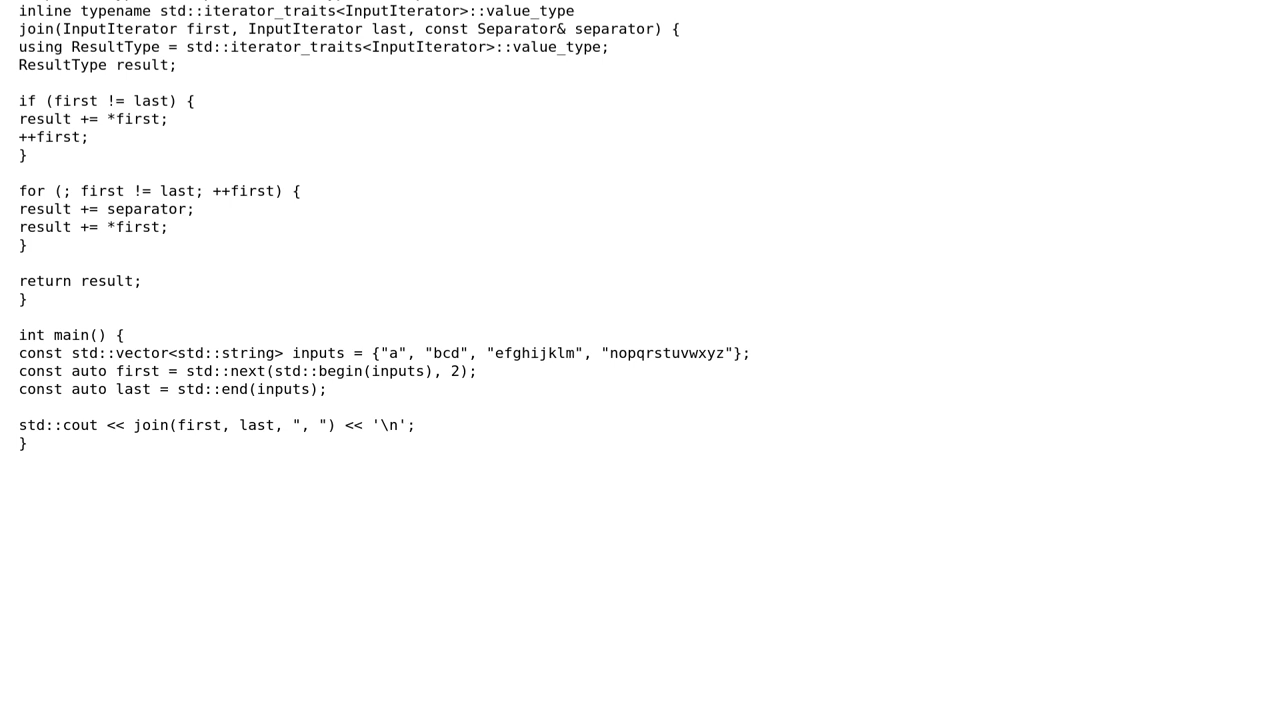 inline typename std::iterator_traits<InputIterator>::value_type
join(InputIterator first, InputIterator last, const Separator& separator) {
using ResultType = std::iterator_traits<InputIterator>::value_type;
ResultType result;

if (first != last) {
result += *first;
++first;
}

for (; first != last; ++first) {
result += separator;
result += *first;
}

return result;
}

int main() {
const std::vector<std::string> inputs = {"a", "bcd", "efghijklm", "nopqrstuvwxyz"};
const auto first = std::next(std::begin(inputs), 2);
const auto last = std::end(inputs);

std::cout << join(first, last, ", ") << '\n';
}